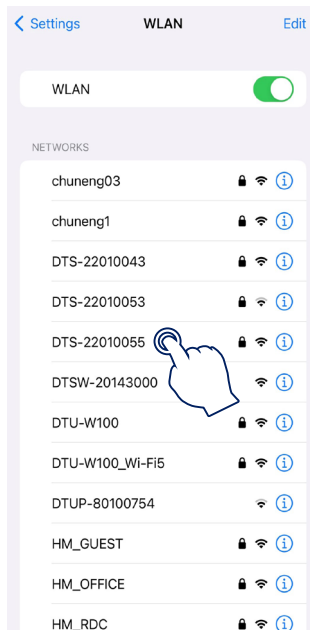 Settings WLAN Edit
WLAN
NETWORKS
chuneng03
chuneng1
DTS-22010043
DTS-22010053
DTS-22010055
DTSW-20143000
DTU-W100
DTU-W100_Wi-Fi5
DTUP-80100754
HM_GUEST
HM_OFFICE
HM_RDC